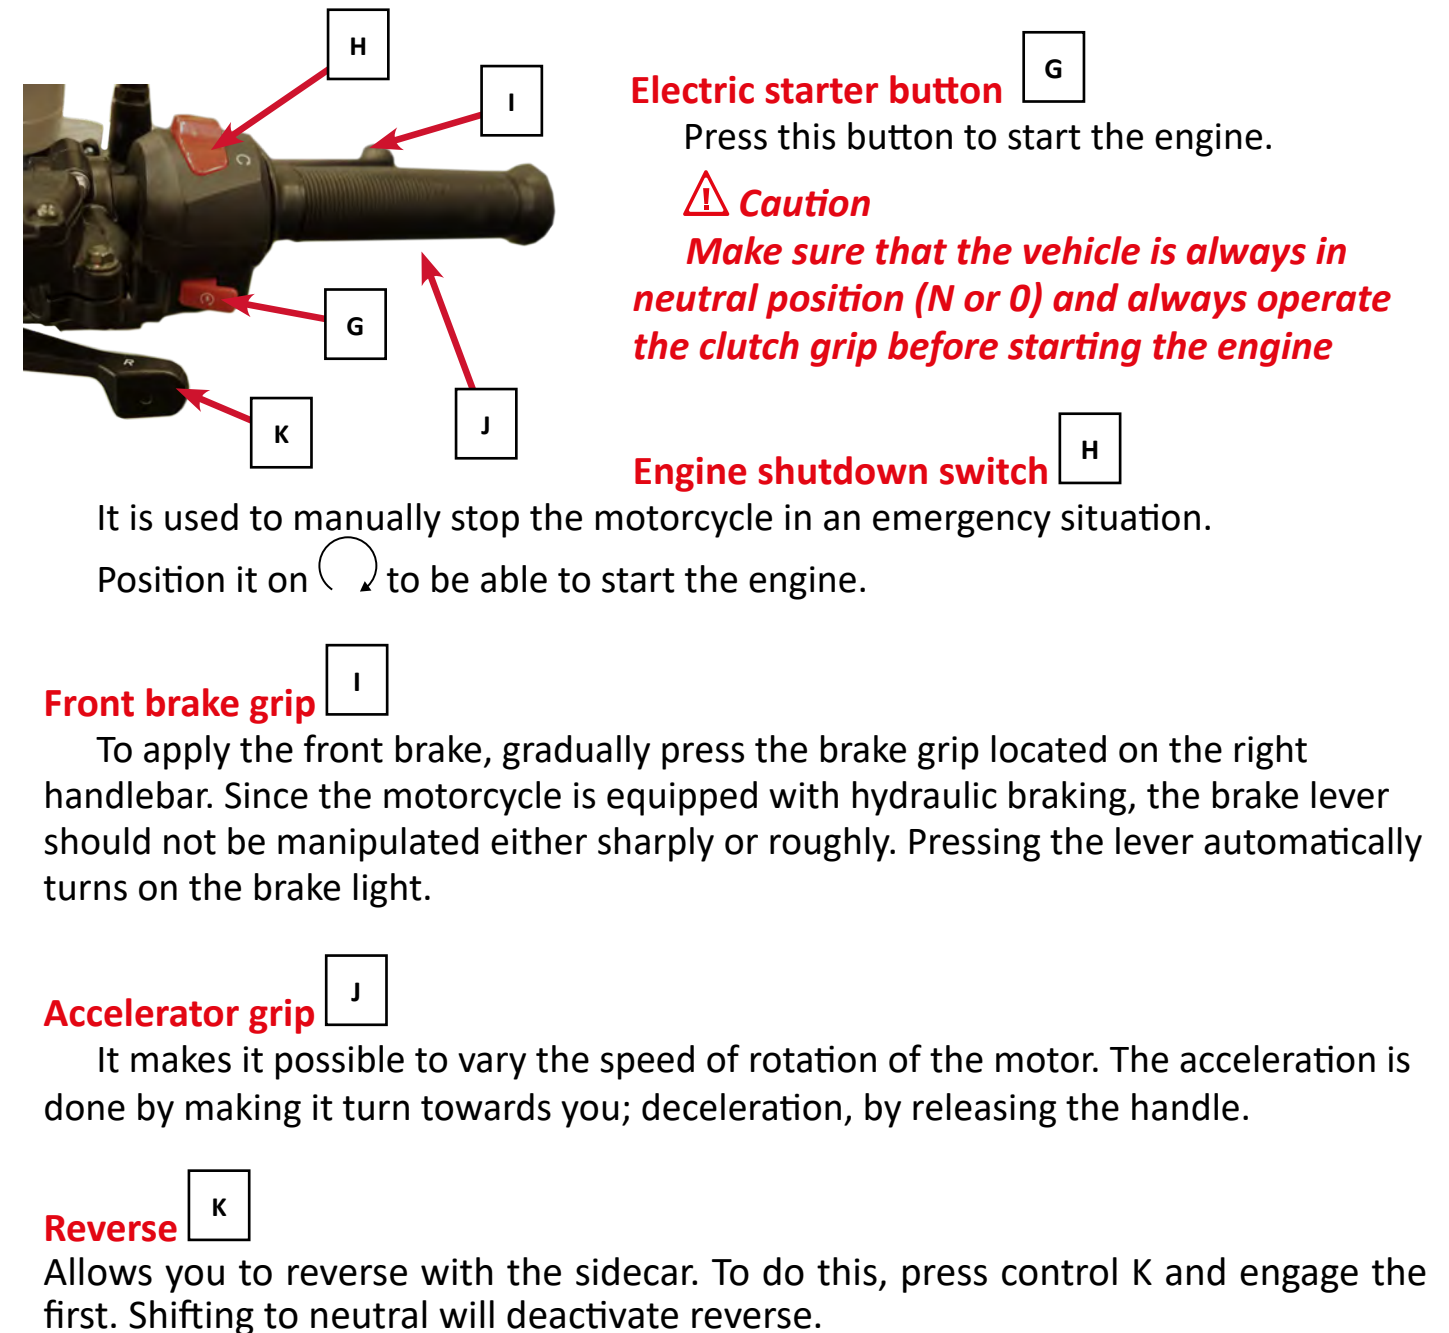 H
I
G
K
J
R
Electric starter button G
Press this button to start the engine.
Caution
Make sure that the vehicle is always in
neutral position (N or 0) and always operate
the clutch grip before starting the engine
Engine shutdown switch H
It is used to manually stop the motorcycle in an emergency situation.
Position it on to be able to start the engine.
Front brake grip I
To apply the front brake, gradually press the brake grip located on the right
handlebar. Since the motorcycle is equipped with hydraulic braking, the brake lever
should not be manipulated either sharply or roughly. Pressing the lever automatically
turns on the brake light.
Accelerator grip J
It makes it possible to vary the speed of rotation of the motor. The acceleration is
done by making it turn towards you; deceleration, by releasing the handle.
Reverse K
Allows you to reverse with the sidecar. To do this, press control K and engage the
first. Shifting to neutral will deactivate reverse.